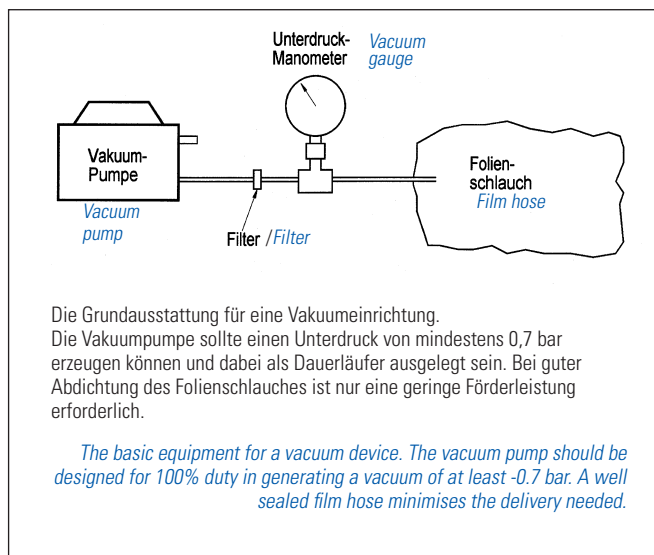 Unterdruck-
Manometer
Vacuum
gauge
Vakuum-
Pumpe
Vacuum
pump
Filter / Filter
Folien-
schlauch
Film hose
Die Grundausstattung für eine Vakuumeinrichtung.
Die Vakuumpumpe sollte einen Unterdruck von mindestens 0,7 bar
erzeugen können und dabei als Dauerläufer ausgelegt sein. Bei guter
Abdichtung des Folienschlauches ist nur eine geringe Förderleistung
erforderlich.
The basic equipment for a vacuum device. The vacuum pump should be
designed for 100% duty in generating a vacuum of at least -0.7 bar. A well
sealed film hose minimises the delivery needed.